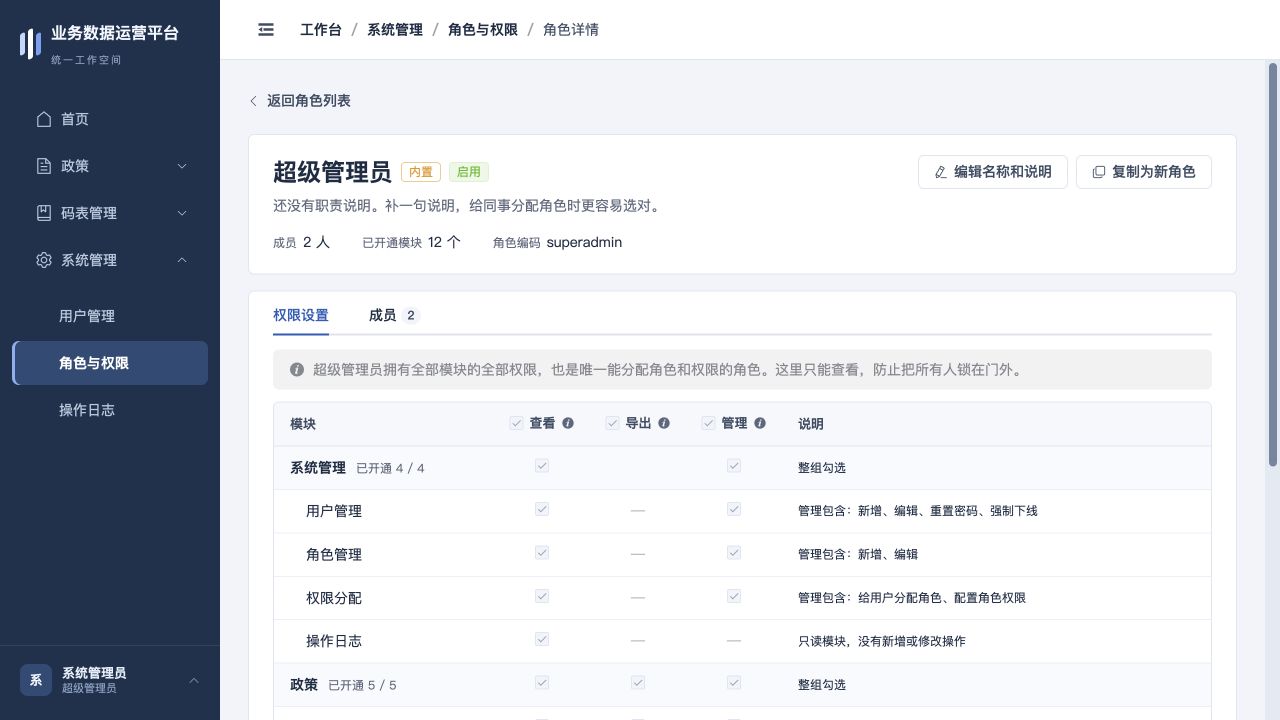 业务数据运营平台
统一工作空间
首页
政策
码表管理
系统管理
用户管理
角色与权限
操作日志
系
系统管理员
超级管理员
工作台 / 系统管理 / 角色与权限 / 角色详情
返回角色列表
超级管理员 内置 启用
编辑名称和说明
复制为新角色
还没有职责说明。补一句说明，给同事分配角色时更容易选对。
成员 2 人 已开通模块 12 个 角色编码 superadmin
权限设置 成员 2
超级管理员拥有全部模块的全部权限，也是唯一能分配角色和权限的角色。这里只能查看，防止把所有人锁在门外。
模块 查看 导出 管理 说明
系统管理 已开通 4 / 4 整组勾选
用户管理 — 管理包含：新增、编辑、重置密码、强制下线
角色管理 — 管理包含：新增、编辑
权限分配 — 管理包含：给用户分配角色、配置角色权限
操作日志 — — 只读模块，没有新增或修改操作
政策 已开通 5 / 5 整组勾选